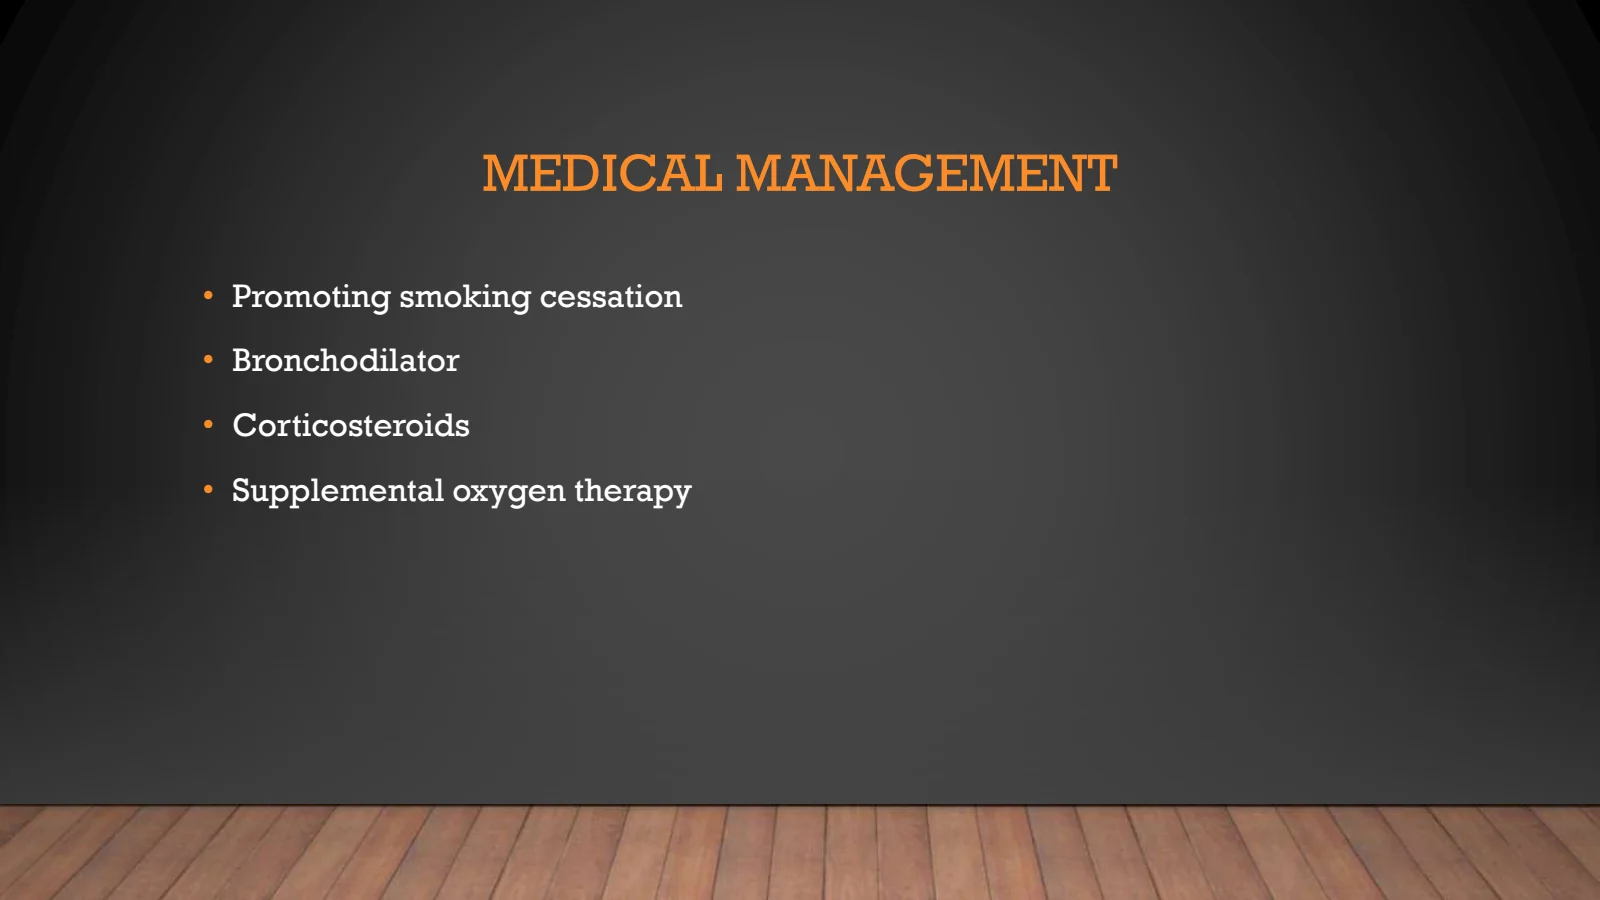 MEDICAL MANAGEMENT
• Promoting smoking cessation
• Bronchodilator
• Corticosteroids
• Supplemental oxygen therapy